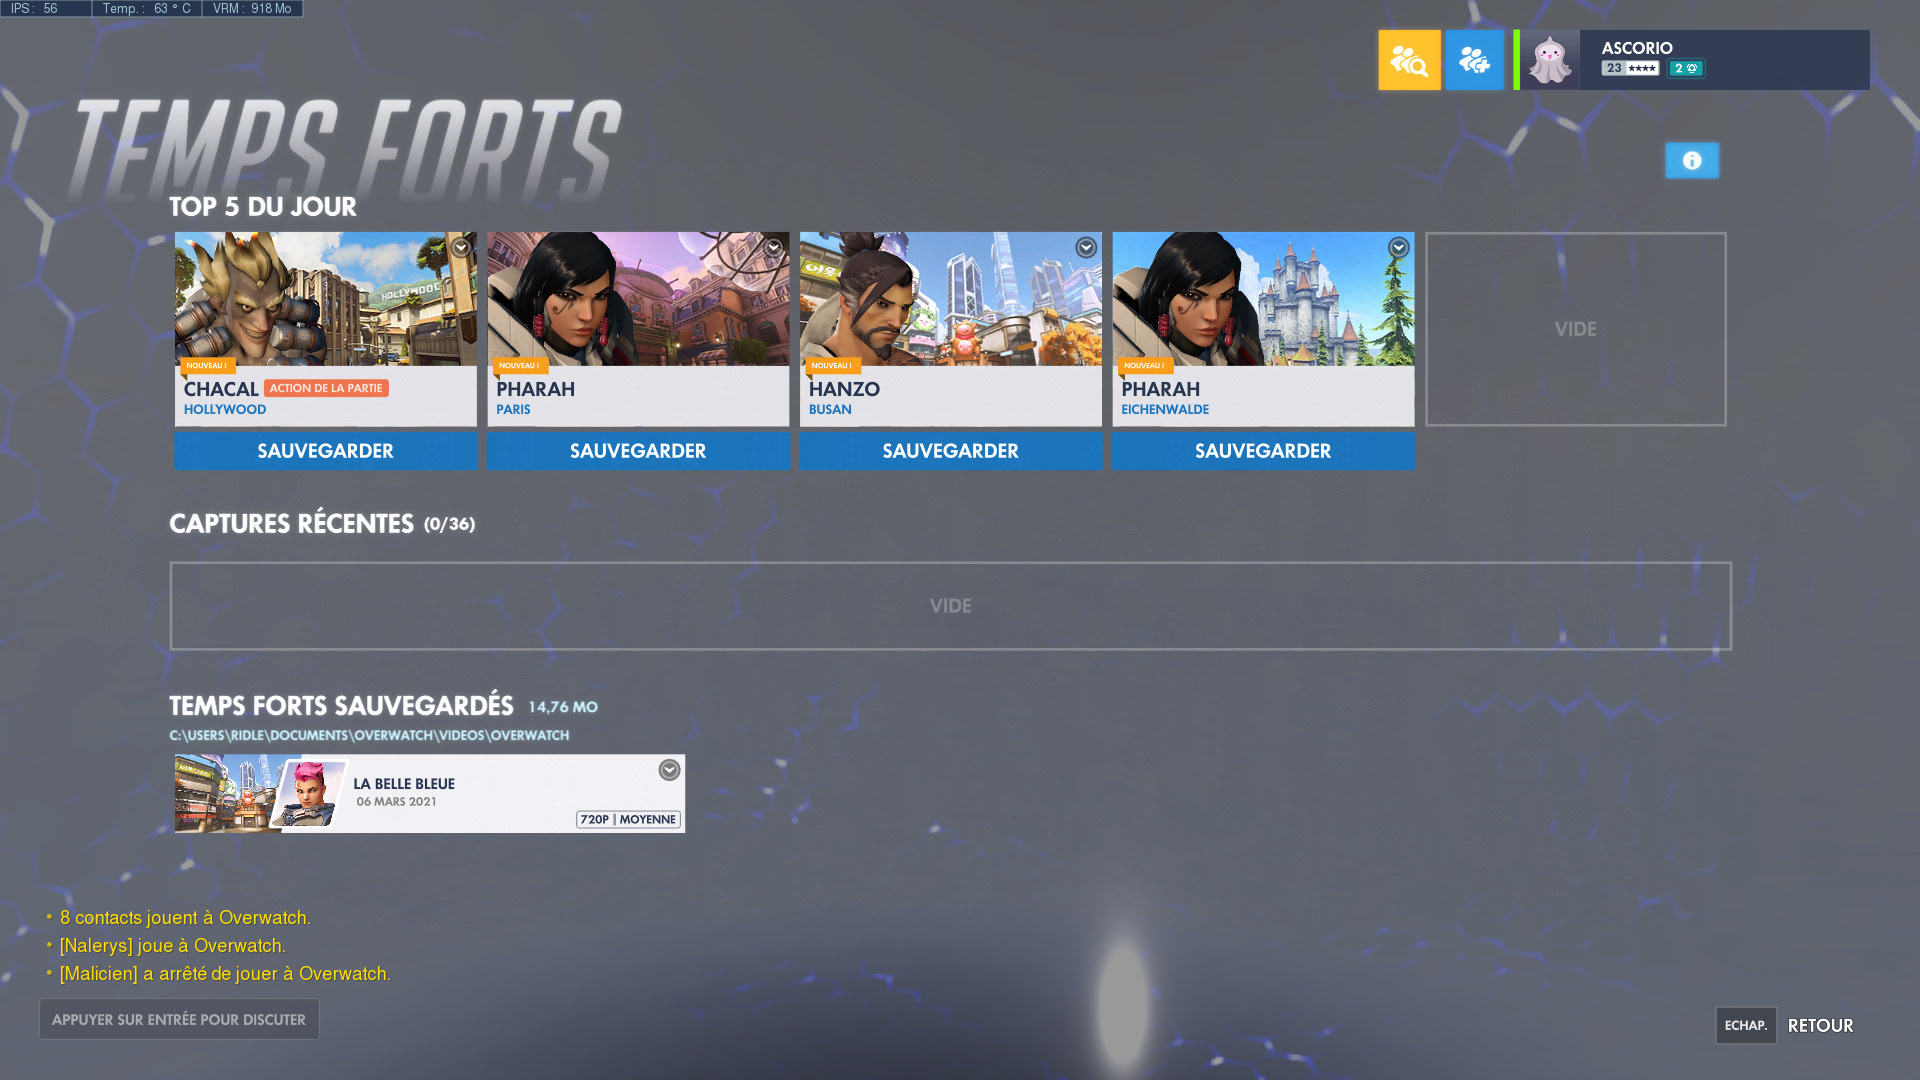 IPS : 56 Temp. : 63 ° C VRM : 918 Mo
ASCORIO
23 2
TEMPS FORTS
TOP 5 DU JOUR
HOLLYWOOD
NOUVEAU ! NOUVEAU ! NOUVEAU ! NOUVEAU !
CHACAL ACTION DE LA PARTIE PHARAH HANZO PHARAH
HOLLYWOOD PARIS BUSAN EICHENWALDE
VIDE
SAUVEGARDER SAUVEGARDER SAUVEGARDER SAUVEGARDER
CAPTURES RÉCENTES (0/36)
VIDE
TEMPS FORTS SAUVEGARDÉS 14,76 MO
C:\USERS\RIDLE\DOCUMENTS\OVERWATCH\VIDEOS\OVERWATCH
LA BELLE BLEUE
06 MARS 2021
720P | MOYENNE
• 8 contacts jouent à Overwatch.
• [Nalerys] joue à Overwatch.
• [Malicien] a arrêté de jouer à Overwatch.
APPUYER SUR ENTRÉE POUR DISCUTER
ECHAP. RETOUR